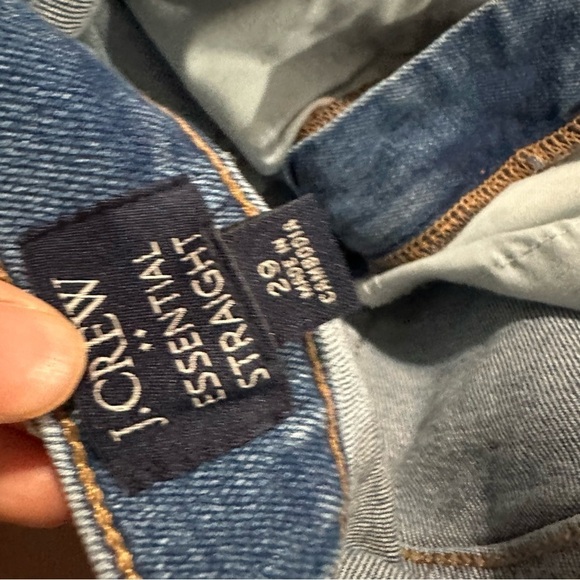 J.CREW
ESSENTIAL
STRAIGHT
29
MADE IN
CAMBODIA